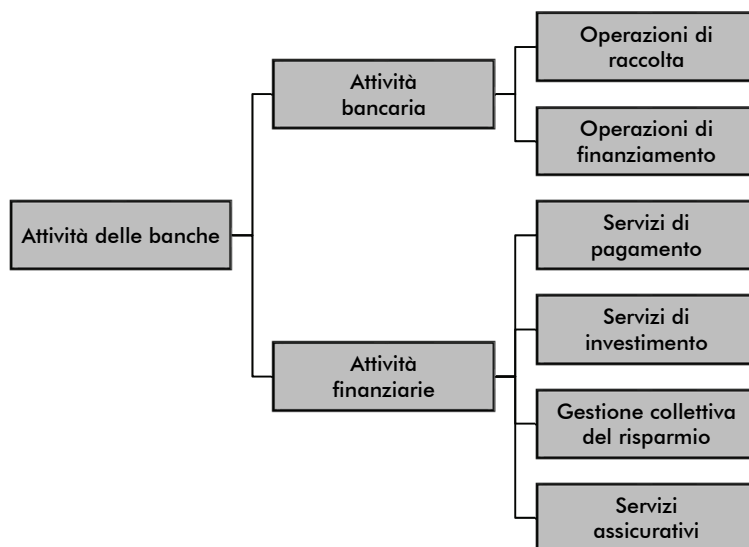 Attività delle banche
Attività
bancaria
Operazioni di
raccolta
Operazioni di
finanziamento
Attività
finanziarie
Servizi di
pagamento
Servizi di
investimento
Gestione collettiva
del risparmio
Servizi
assicurativi